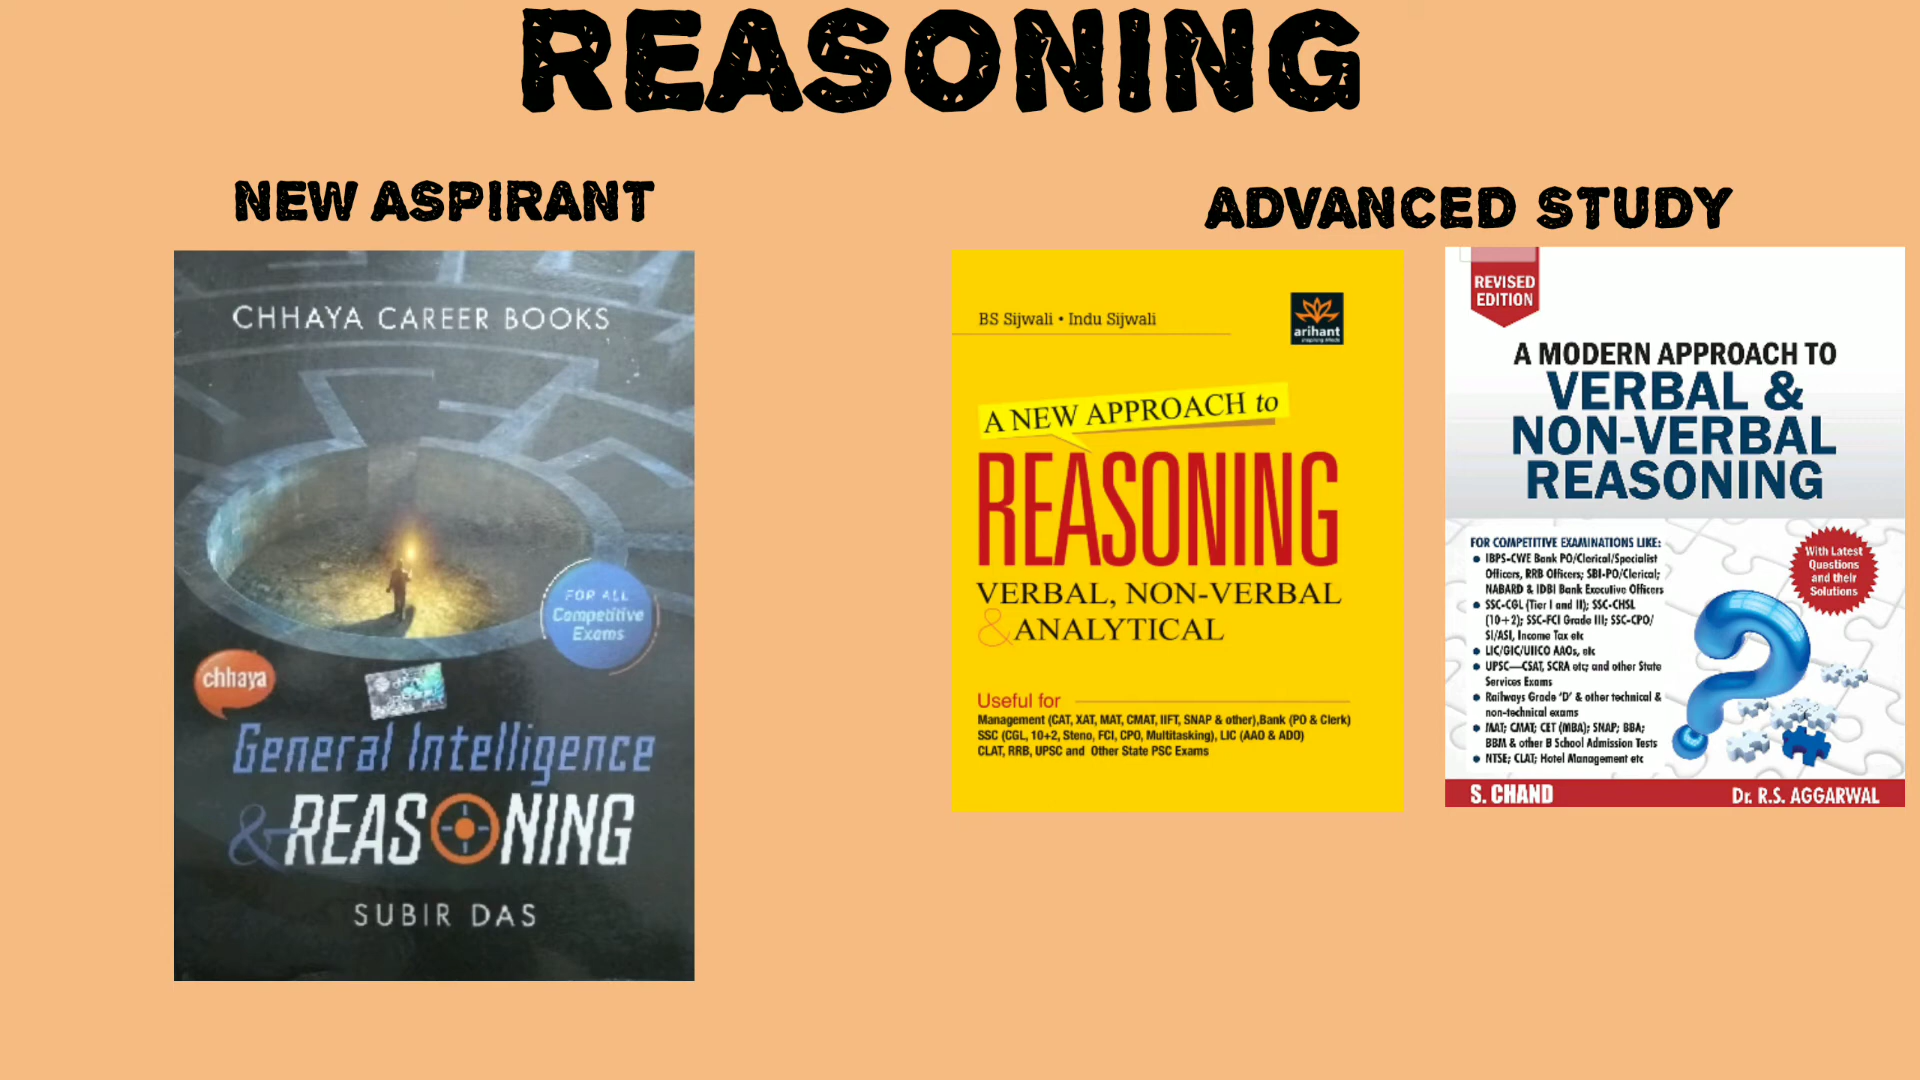 REASONING
NEW ASPIRANT
CHHAYA CAREER BOOKS
FOR ALL
Competitive
Exams
chhaya
General Intelligence
& REASONING
SUBIR DAS
ADVANCED STUDY
BS Sijwali • Indu Sijwali
arihant
A NEW APPROACH to
REASONING
VERBAL, NON-VERBAL
& ANALYTICAL
Useful for
Management (CAT, XAT, MAT, CMAT, IIFT, SNAP & other),Bank (PO & Clerk)
SSC (CGL, 10+2, Steno, FCI, CPO, Multitasking), LIC (AAO & ADO)
CLAT, RRB, UPSC and Other State PSC Exams
REVISED
EDITION
A MODERN APPROACH TO
VERBAL &
NON-VERBAL
REASONING
FOR COMPETITIVE EXAMINATIONS LIKE:
• IBPS-CWE Bank PO/Clerical/Specialist
Officers, RRB Officers; SBI-PO/Clerical;
NABARD & IDBI Bank Executive Officers
• SSC-CGL (Tier I and II); SSC-CHSL
(10+2); SSC-FCI Grade III; SSC-CPO/
SI/ASI, Income Tax etc
• LIC/GIC/UIICO AAOs, etc
• UPSC—CSAT, SCRA etc; and other State
Services Exams
• Railways Grade 'D' & other technical &
non-technical exams
• MAT; CMAT; CET (MBA); SNAP; BBA;
BBM & other B School Admission Tests
• NTSE; CLAT; Hotel Management etc
With Latest
Questions
and their
Solutions
S. CHAND
Dr. R.S. AGGARWAL